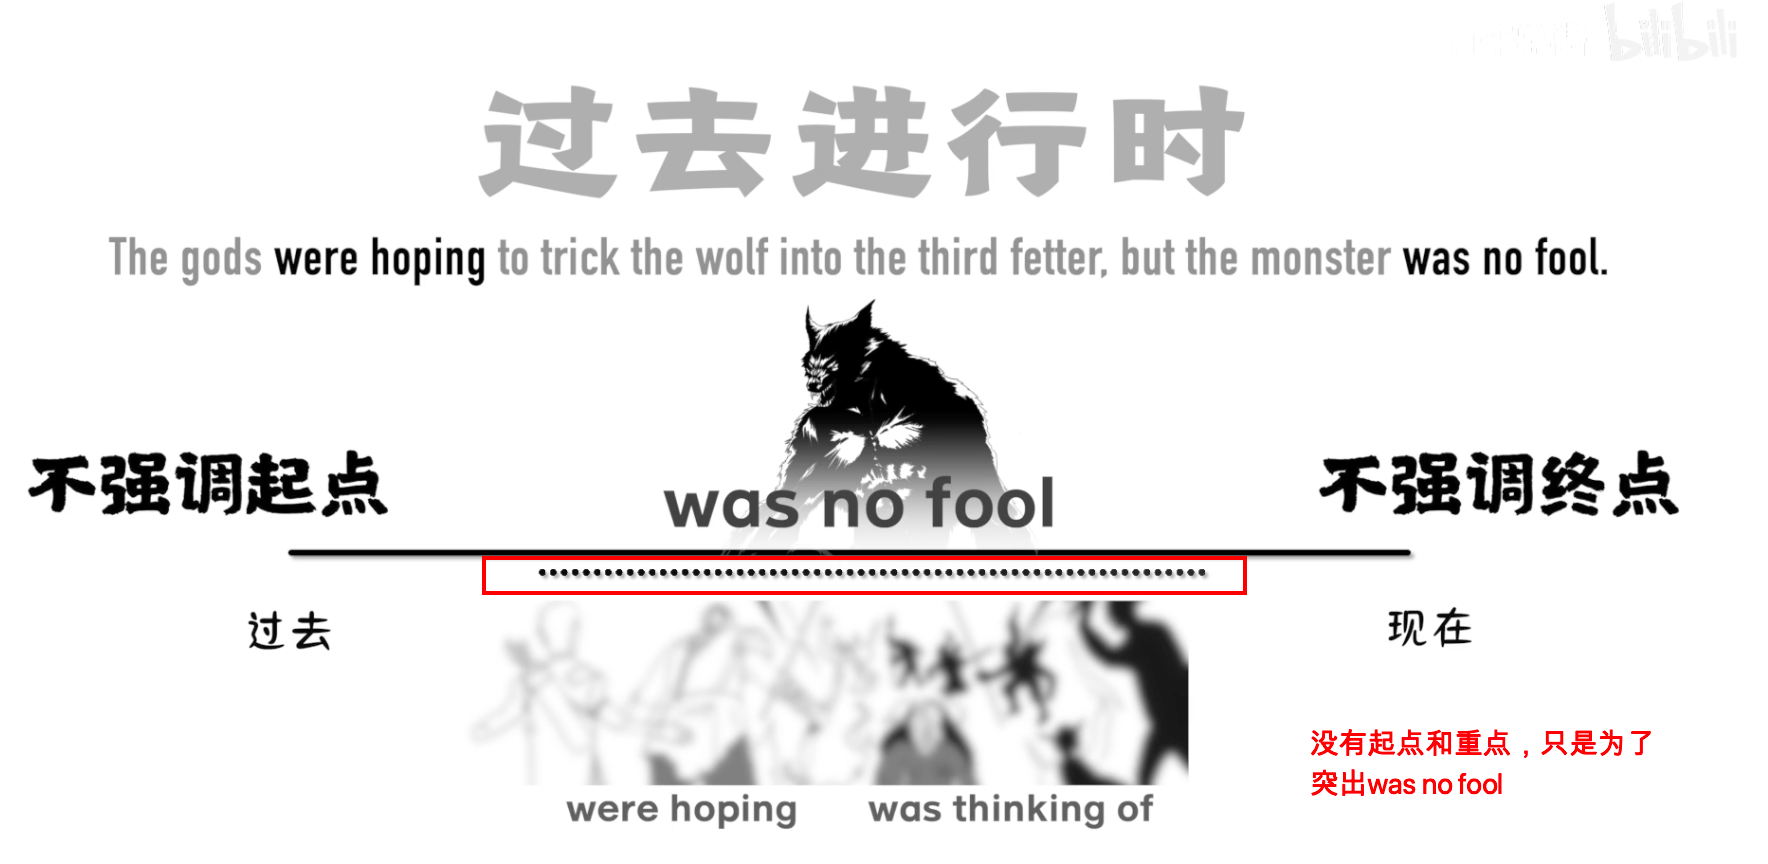 bilibili
过去进行时
The gods were hoping to trick the wolf into the third fetter, but the monster was no fool.
不强调起点
was no fool
不强调终点
过去
现在
没有起点和重点，只是为了
突出was no fool
were hoping
was thinking of